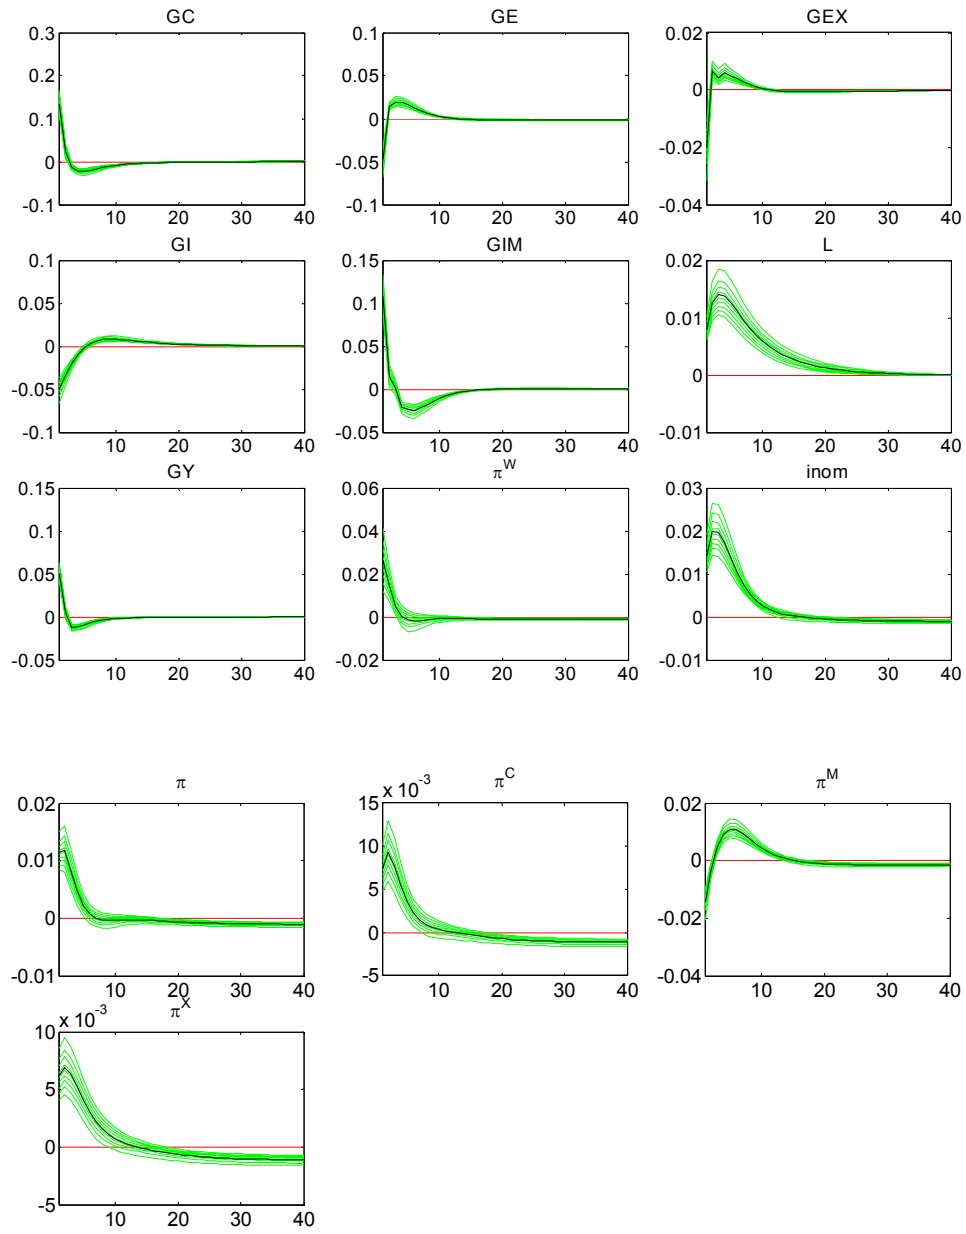 GC GE GEX
0.3 0.1 0.02
0.2 0.05 0
0.1 0 -0.02
0 -0.05
-0.1 -0.1 -0.04
10 20 30 40 10 20 30 40 10 20 30 40
GI GIM L
0.1 0.15 0.02
0.05 0.1 0.01
0 0.05 0
-0.05 0
-0.1 -0.05 -0.01
10 20 30 40 10 20 30 40 10 20 30 40
GY π^W inom
0.15 0.06 0.03
0.1 0.04 0.02
0.05 0.02 0.01
0 0 0
-0.05 -0.02 -0.01
10 20 30 40 10 20 30 40 10 20 30 40
π x 10^-3 π^C π^M
0.02 15 0.02
0.01 10 0
0 5 -0.02
0
-0.01 -5 -0.04
10 20 30 40 10 20 30 40 10 20 30 40
x 10^-3 π^X
10
5
0
-5
10 20 30 40